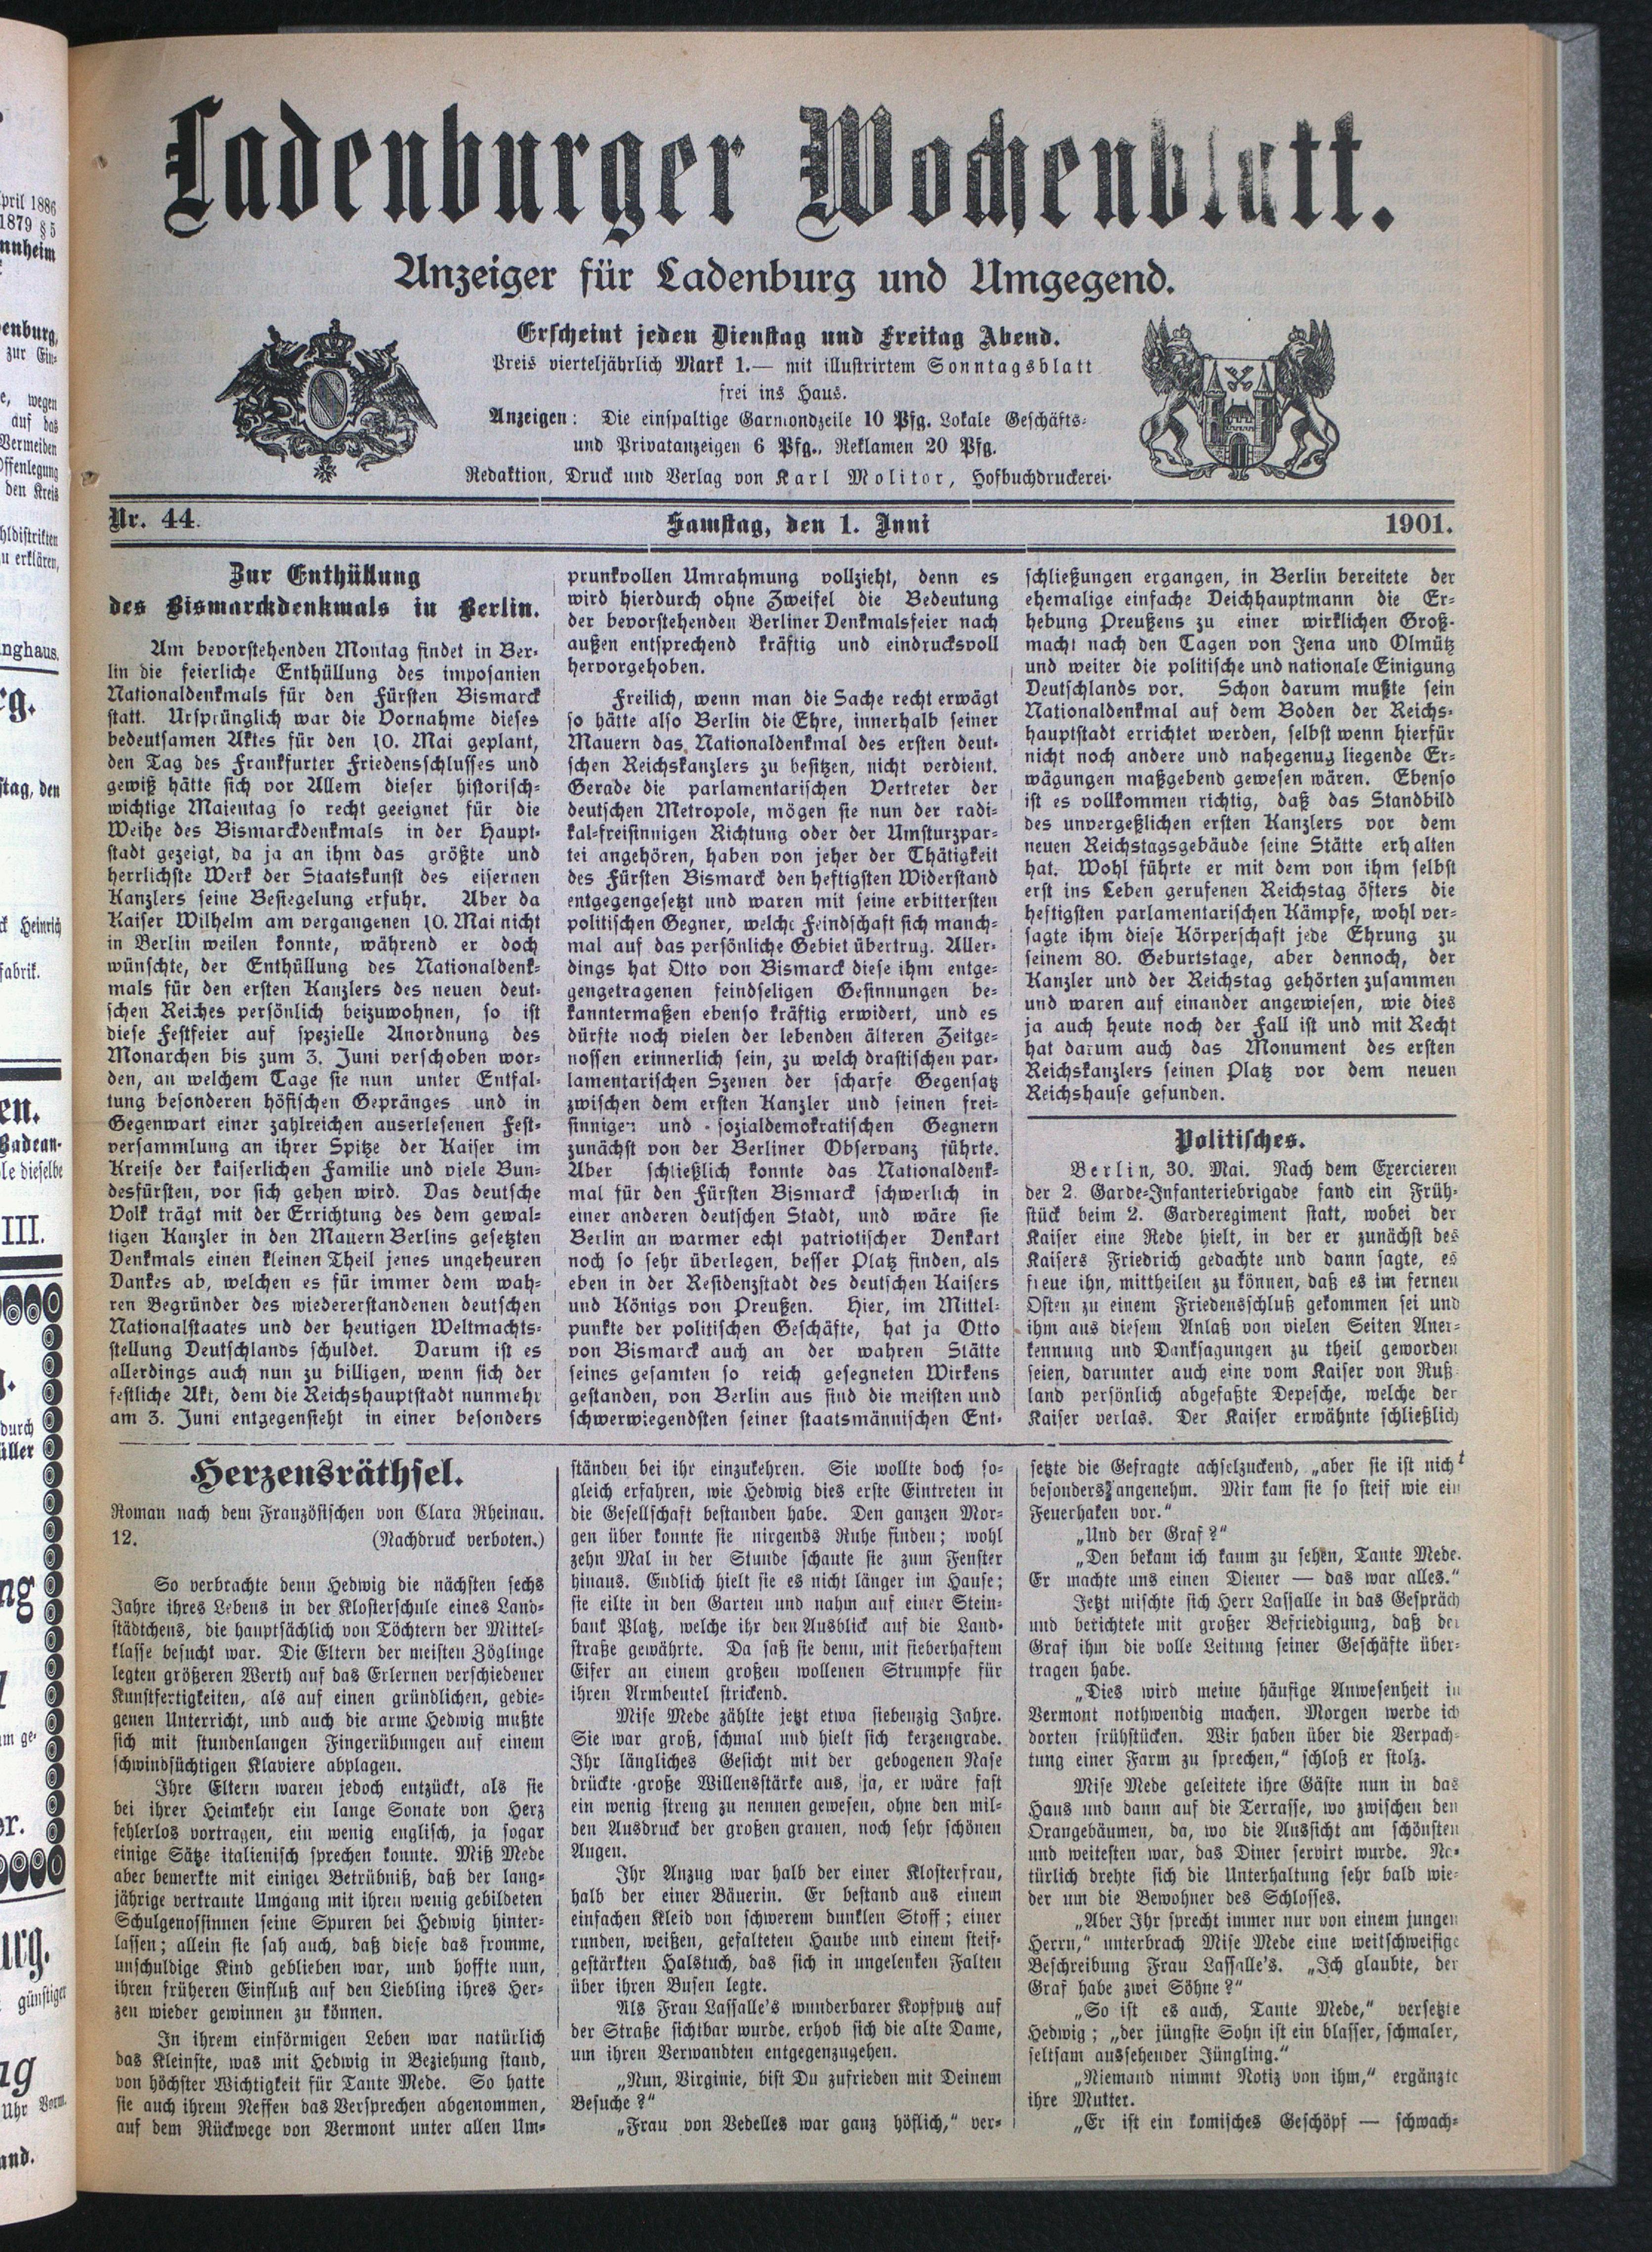 Ladenburger Wochenblatt.
Anzeiger für Ladenburg und Umgegend.
Erscheint jeden Dienstag und Freitag Abend.
Preis vierteljährlich Mark 1.— mit illustrirtem Sonntagsblatt
frei ins Haus.
Anzeigen: Die einspaltige Garmondzeile 10 Pfg. Lokale Geschäfts-
und Privatanzeigen 6 Pfg., Reklamen 20 Pfg.
Redaktion, Druck und Verlag von Karl Molitor, Hofbuchdruckerei.
Nr. 44.
Samstag, den 1. Juni
1901.
Zur Enthüllung
des Bismarckdenkmals in Berlin.
Am bevorstehenden Montag findet in Ber-
lin die feierliche Enthüllung des imposanten
Nationaldenkmals für den Fürsten Bismarck
statt. Ursprünglich war die Vornahme dieses
bedeutsamen Aktes für den 10. Mai geplant,
den Tag des Frankfurter Friedensschlusses und
gewiß hätte sich vor Allem dieser historisch-
wichtige Maientag so recht geeignet für die
Weihe des Bismarckdenkmals in der Haupt-
stadt gezeigt, da ja an ihm das größte und
herrlichste Werk der Staatskunst des eisernen
Kanzlers seine Besiegelung erfuhr. Aber da
Kaiser Wilhelm am vergangenen 10. Mai nicht
in Berlin weilen konnte, während er doch
wünschte, der Enthüllung des Nationaldenk-
mals für den ersten Kanzlers des neuen deut-
schen Reiches persönlich beizuwohnen, so ist
diese Festfeier auf spezielle Anordnung des
Monarchen bis zum 3. Juni verschoben wor-
den, an welchem Tage sie nun unter Entfal-
tung besonderen höfischen Gepränges und in
Gegenwart einer zahlreichen auserlesenen Fest-
versammlung an ihrer Spitze der Kaiser im
Kreise der kaiserlichen Familie und viele Bun-
desfürsten, vor sich gehen wird. Das deutsche
Volk trägt mit der Errichtung des dem gewal-
tigen Kanzler in den Mauern Berlins gesetzten
Denkmals einen kleinen Theil jenes ungeheuren
Dankes ab, welchen es für immer dem wah-
ren Begründer des wiedererstandenen deutschen
Nationalstaates und der heutigen Weltmachts-
stellung Deutschlands schuldet. Darum ist es
allerdings auch nun zu billigen, wenn sich der
festliche Akt, dem die Reichshauptstadt nunmehr
am 3. Juni entgegensteht in einer besonders
prunkvollen Umrahmung vollzieht, denn es
wird hierdurch ohne Zweifel die Bedeutung
der bevorstehenden Berliner Denkmalsfeier nach
außen entsprechend kräftig und eindrucksvoll
hervorgehoben.
Freilich, wenn man die Sache recht erwägt
so hätte also Berlin die Ehre, innerhalb seiner
Mauern das Nationaldenkmal des ersten deut-
schen Reichskanzlers zu besitzen, nicht verdient.
Gerade die parlamentarischen Vertreter der
deutschen Metropole, mögen sie nun der radi-
kal-freisinnigen Richtung oder der Umsturzpar-
tei angehören, haben von jeher der Thätigkeit
des Fürsten Bismarck den heftigsten Widerstand
entgegengesetzt und waren mit seine erbittersten
politischen Gegner, welche Feindschaft sich manch-
mal auf das persönliche Gebiet übertrug. Aller-
dings hat Otto von Bismarck diese ihm entge-
gengetragenen feindseligen Gesinnungen be-
kanntermaßen ebenso kräftig erwidert, und es
dürfte noch vielen der lebenden älteren Zeitge-
nossen erinnerlich sein, zu welch drastischen par-
lamentarischen Szenen der scharfe Gegensatz
zwischen dem ersten Kanzler und seinen frei-
sinnigen und sozialdemokratischen Gegnern
zunächst von der Berliner Observanz führte.
Aber schließlich konnte das Nationaldenk-
mal für den Fürsten Bismarck schwerlich in
einer anderen deutschen Stadt, und wäre sie
Berlin an warmer echt patriotischer Denkart
noch so sehr überlegen, besser Platz finden, als
eben in der Residenzstadt des deutschen Kaisers
und Königs von Preußen. Hier, im Mittel-
punkte der politischen Geschäfte, hat ja Otto
von Bismarck auch an der wahren Stätte
seines gesamten so reich gesegneten Wirkens
gestanden, von Berlin aus sind die meisten und
schwerwiegendsten seiner staatsmännischen Ent-
schließungen ergangen, in Berlin bereitete der
ehemalige einfache Deichhauptmann die Er-
hebung Preußens zu einer wirklichen Groß-
macht nach den Tagen von Jena und Olmütz
und weiter die politische und nationale Einigung
Deutschlands vor. Schon darum mußte sein
Nationaldenkmal auf dem Boden der Reichs-
hauptstadt errichtet werden, selbst wenn hierfür
nicht noch andere und nahegenug liegende Er-
wägungen maßgebend gewesen wären. Ebenso
ist es vollkommen richtig, daß das Standbild
des unvergeßlichen ersten Kanzlers vor dem
neuen Reichstagsgebäude seine Stätte erhalten
hat. Wohl führte er mit dem von ihm selbst
erst ins Leben gerufenen Reichstag öfters die
heftigsten parlamentarischen Kämpfe, wohl ver-
sagte ihm diese Körperschaft jede Ehrung zu
seinem 80. Geburtstage, aber dennoch, der
Kanzler und der Reichstag gehörten zusammen
und waren auf einander angewiesen, wie dies
ja auch heute noch der Fall ist und mit Recht
hat darum auch das Monument des ersten
Reichskanzlers seinen Platz vor dem neuen
Reichshause gefunden.
Politisches.
Berlin, 30. Mai. Nach dem Exercieren
der 2. Garde-Infanteriebrigade fand ein Früh-
stück beim 2. Garderegiment statt, wobei der
Kaiser eine Rede hielt, in der er zunächst des
Kaisers Friedrich gedachte und dann sagte, es
freue ihn, mittheilen zu können, daß es im fernen
Osten zu einem Friedensschluß gekommen sei und
ihm aus diesem Anlaß von vielen Seiten Aner-
kennung und Danksagungen zu theil geworden
seien, darunter auch eine vom Kaiser von Ruß-
land persönlich abgefaßte Depesche, welche der
Kaiser verlas. Der Kaiser erwähnte schließlich
Herzensräthsel.
Roman nach dem Französischen von Clara Rheinau.
12. (Nachdruck verboten.)
So verbrachte denn Hedwig die nächsten sechs
Jahre ihres Lebens in der Klosterschule eines Land-
städtchens, die hauptsächlich von Töchtern der Mittel-
klasse besucht war. Die Eltern der meisten Zöglinge
legten größeren Werth auf das Erlernen verschiedener
Kunstfertigkeiten, als auf einen gründlichen, gedie-
genen Unterricht, und auch die arme Hedwig mußte
sich mit stundenlangen Fingerübungen auf einem
schwindsüchtigen Klaviere abplagen.
Ihre Eltern waren jedoch entzückt, als sie
bei ihrer Heimkehr ein lange Sonate von Herz
fehlerlos vortragen, ein wenig englisch, ja sogar
einige Sätze italienisch sprechen konnte. Miß Mede
aber bemerkte mit einiger Betrübniß, daß der lang-
jährige vertraute Umgang mit ihren wenig gebildeten
Schulgenossinnen seine Spuren bei Hedwig hinter-
lassen; allein sie sah auch, daß diese das fromme,
unschuldige Kind geblieben war, und hoffte nun,
ihren früheren Einfluß auf den Liebling ihres Her-
zen wieder gewinnen zu können.
In ihrem einförmigen Leben war natürlich
das Kleinste, was mit Hedwig in Beziehung stand,
von höchster Wichtigkeit für Tante Mede. So hatte
sie auch ihrem Neffen das Versprechen abgenommen,
auf dem Rückwege von Vermont unter allen Um-
ständen bei ihr einzukehren. Sie wollte doch so-
gleich erfahren, wie Hedwig dies erste Eintreten in
die Gesellschaft bestanden habe. Den ganzen Mor-
gen über konnte sie nirgends Ruhe finden; wohl
zehn Mal in der Stunde schaute sie zum Fenster
hinaus. Endlich hielt sie es nicht länger im Hause;
sie eilte in den Garten und nahm auf einer Stein-
bank Platz, welche ihr den Ausblick auf die Land-
straße gewährte. Da saß sie denn, mit fieberhaftem
Eifer an einem großen wollenen Strumpfe für
ihren Armbeutel strickend.
Mise Mede zählte jetzt etwa siebenzig Jahre.
Sie war groß, schmal und hielt sich kerzengrade.
Ihr längliches Gesicht mit der gebogenen Nase
drückte große Willensstärke aus, ja, er wäre fast
ein wenig streng zu nennen gewesen, ohne den mil-
den Ausdruck der großen grauen, noch sehr schönen
Augen.
Ihr Anzug war halb der einer Klosterfrau,
halb der einer Bäuerin. Er bestand aus einem
einfachen Kleid von schwerem dunklen Stoff; einer
runden, weißen, gefalteten Haube und einem steif-
gestärkten Halstuch, das sich in ungelenken Falten
über ihren Busen legte.
Als Frau Lassalle's wunderbarer Kopfputz auf
der Straße sichtbar wurde, erhob sich die alte Dame,
um ihren Verwandten entgegenzugehen.
„Nun, Virginie, bist Du zufrieden mit Deinem
Besuche?"
„Frau von Vedelles war ganz höflich," ver-
setzte die Gefragte achselzuckend, „aber sie ist nicht
besonders angenehm. Mir kam sie so steif wie ein
Feuerhaken vor."
„Und der Graf?"
„Den bekam ich kaum zu sehen, Tante Mede.
Er machte uns einen Diener — das war alles."
Jetzt mischte sich Herr Lassalle in das Gespräch
und berichtete mit großer Befriedigung, daß der
Graf ihm die volle Leitung seiner Geschäfte über-
tragen habe.
„Dies wird meine häufige Anwesenheit in
Vermont nothwendig machen. Morgen werde ich
dorten frühstücken. Wir haben über die Verpach-
tung einer Farm zu sprechen," schloß er stolz.
Mise Mede geleitete ihre Gäste nun in das
Haus und dann auf die Terrasse, wo zwischen den
Orangebäumen, da, wo die Aussicht am schönsten
und weitesten war, das Diner servirt wurde. Na-
türlich drehte sich die Unterhaltung sehr bald wie-
der um die Bewohner des Schlosses.
„Aber Ihr sprecht immer nur von einem jungen
Herrn," unterbrach Mise Mede eine weitschweifige
Beschreibung Frau Lassalle's. „Ich glaubte, der
Graf habe zwei Söhne?"
„So ist es auch, Tante Mede," versetzte
Hedwig; „der jüngste Sohn ist ein blasser, schmaler,
seltsam aussehender Jüngling."
„Niemand nimmt Notiz von ihm," ergänzte
ihre Mutter.
„Er ist ein komisches Geschöpf — schwach-